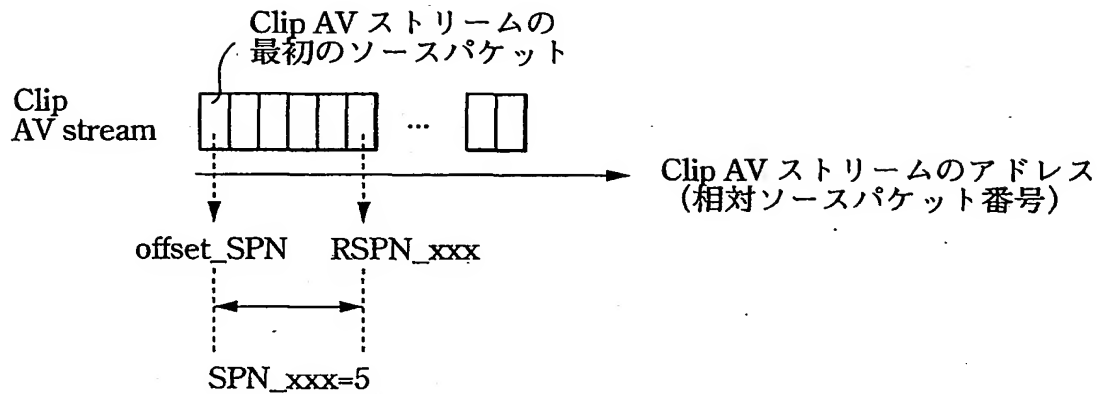 Clip AV ストリームの
最初のソースパケット
Clip
AV stream
...
Clip AV ストリームのアドレス
(相対ソースパケット番号)
offset_SPN RSPN_xxx
SPN_xxx=5